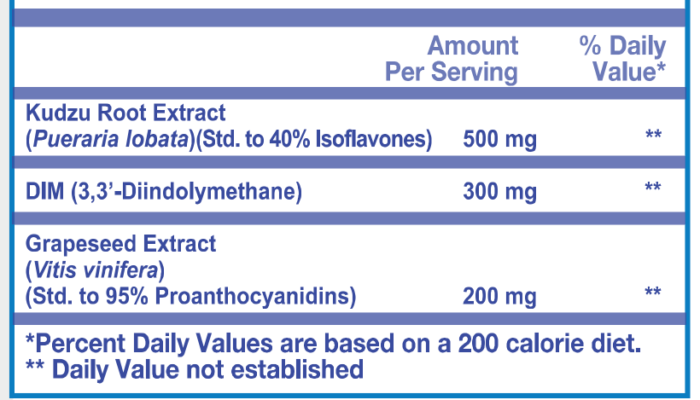 Amount Per Serving % Daily Value*
Kudzu Root Extract
(Pueraria lobata)(Std. to 40% Isoflavones) 500 mg **
DIM (3,3’-Diindolymethane) 300 mg **
Grapeseed Extract
(Vitis vinifera)
(Std. to 95% Proanthocyanidins) 200 mg **
*Percent Daily Values are based on a 200 calorie diet.
** Daily Value not established